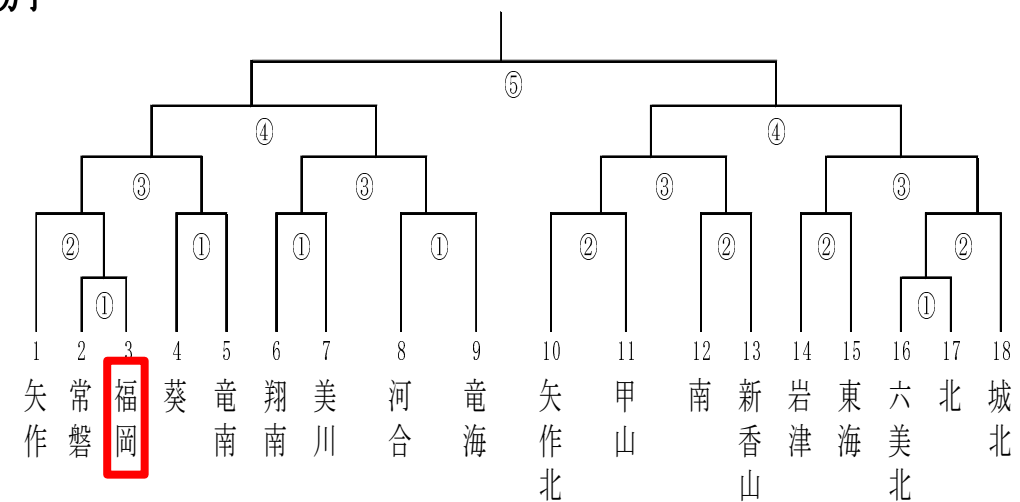 ⑤
④ ④
③ ③ ③ ③
② ① ① ① ② ② ② ②
① ①
1 2 3 4 5 6 7 8 9 10 11 12 13 14 15 16 17 18
矢作
常磐
福岡
葵
竜南
翔南
美川
河合
竜海
矢作北
甲山
南
新香山
岩津
東海
六美北
北
城北